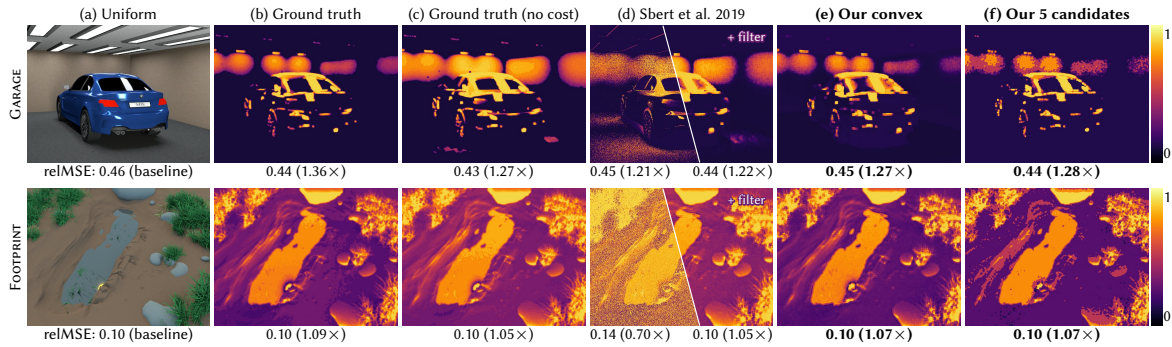 (a) Uniform (b) Ground truth (c) Ground truth (no cost) (d) Sbert et al. 2019 (e) Our convex (f) Our 5 candidates
GARAGE
+ filter
1
0
relMSE: 0.46 (baseline) 0.44 (1.36×) 0.43 (1.27×) 0.45 (1.21×) 0.44 (1.22×) 0.45 (1.27×) 0.44 (1.28×)
FOOTPRINT
+ filter
1
0
relMSE: 0.10 (baseline) 0.10 (1.09×) 0.10 (1.05×) 0.14 (0.70×) 0.10 (1.05×) 0.10 (1.07×) 0.10 (1.07×)